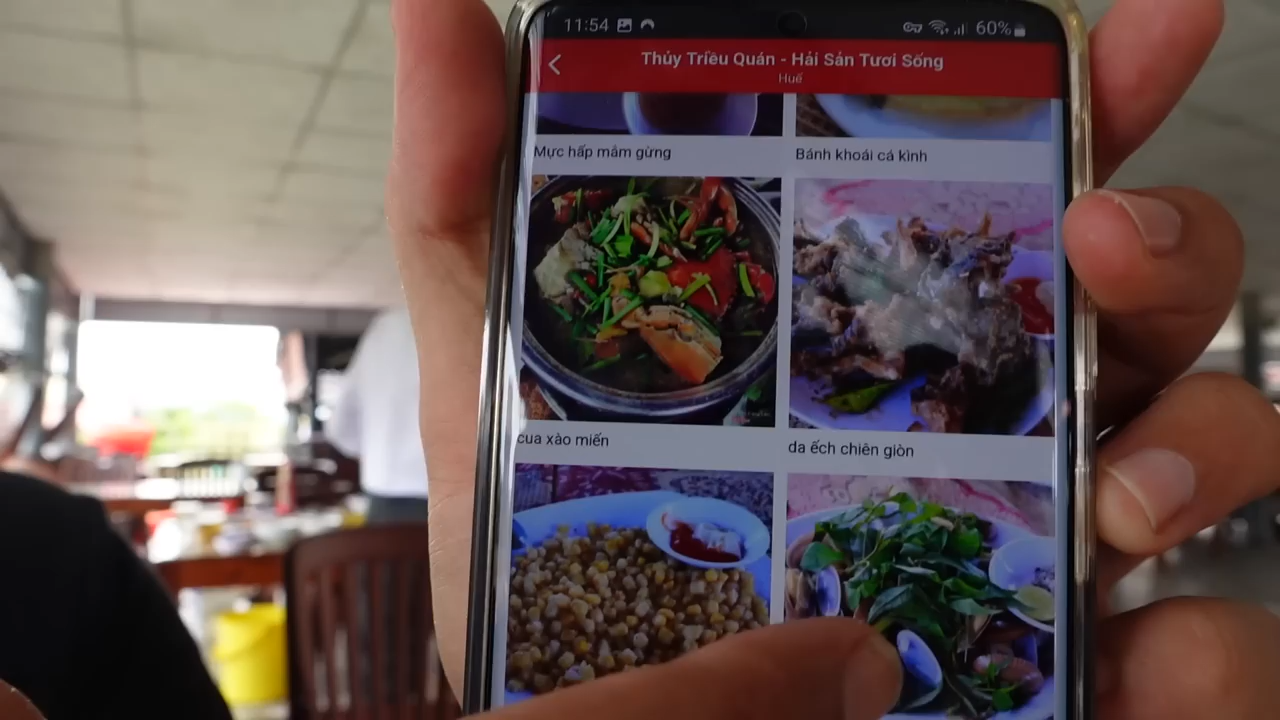 11:54
60%
Thủy Triều Quán - Hải Sản Tươi Sống
Huế
Mực hấp mắm gừng
Bánh khoái cá kình
cua xào miến
da ếch chiên giòn